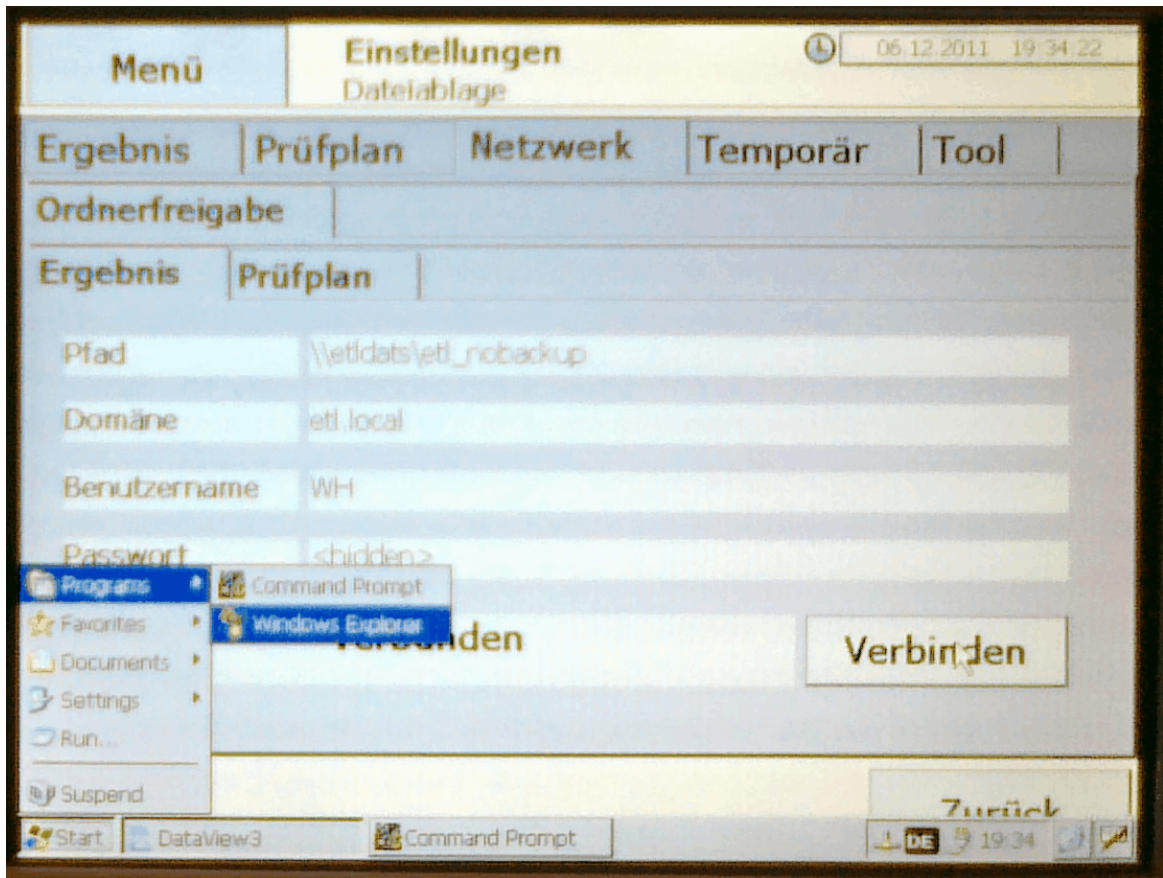 Menü
Einstellungen
Dateiablage
06.12.2011 19:34:22
Ergebnis Prüfplan Netzwerk Temporär Tool
Ordnerfreigabe
Ergebnis Prüfplan
Pfad \\etldats\etl_nobackup
Domäne etl.local
Benutzername WH
Passwort <hidden>
Programs Command Prompt
Favorites Windows Explorer
Verbinden
Documents
Settings
Run...
Suspend
Zurück
Start DataView3 Command Prompt DE 19:34